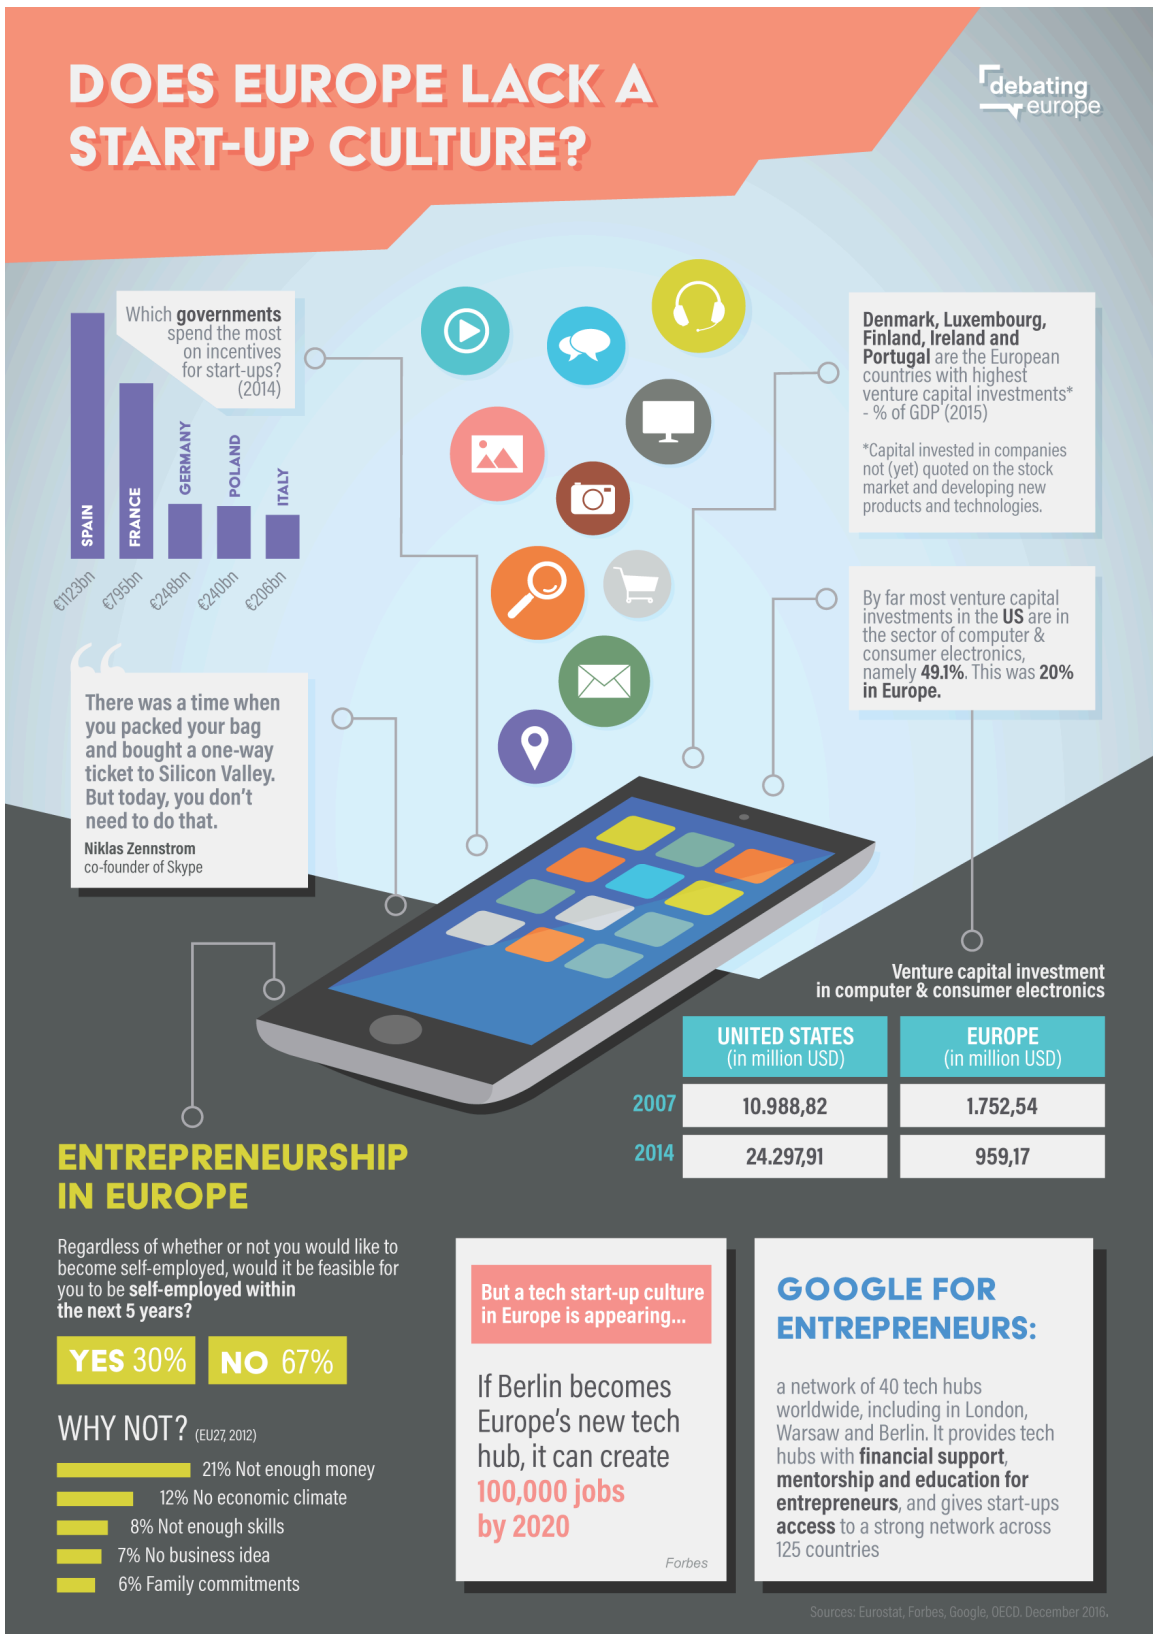 DOES EUROPE LACK A
START-UP CULTURE?
debating
europe
Which governments
spend the most
on incentives
for start-ups?
(2014)
SPAIN
FRANCE
GERMANY
POLAND
ITALY
€1123bn
€795bn
€248bn
€240bn
€206bn
Denmark, Luxembourg,
Finland, Ireland and
Portugal are the European
countries with highest
venture capital investments*
- % of GDP (2015)
*Capital invested in companies
not (yet) quoted on the stock
market and developing new
products and technologies.
By far most venture capital
investments in the US are in
the sector of computer &
consumer electronics,
namely 49.1%. This was 20%
in Europe.
“
There was a time when
you packed your bag
and bought a one-way
ticket to Silicon Valley.
But today, you don't
need to do that.
Niklas Zennstrom
co-founder of Skype
Venture capital investment
in computer & consumer electronics
UNITED STATES
(in million USD)
EUROPE
(in million USD)
2007 10.988,82 1.752,54
2014 24.297,91 959,17
ENTREPRENEURSHIP
IN EUROPE
Regardless of whether or not you would like to
become self-employed, would it be feasible for
you to be self-employed within
the next 5 years?
YES 30% NO 67%
WHY NOT? (EU27, 2012)
21% Not enough money
12% No economic climate
8% Not enough skills
7% No business idea
6% Family commitments
But a tech start-up culture
in Europe is appearing...
If Berlin becomes
Europe's new tech
hub, it can create
100,000 jobs
by 2020
Forbes
GOOGLE FOR
ENTREPRENEURS:
a network of 40 tech hubs
worldwide, including in London,
Warsaw and Berlin. It provides tech
hubs with financial support,
mentorship and education for
entrepreneurs, and gives start-ups
access to a strong network across
125 countries
Sources: Eurostat, Forbes, Google, OECD. December 2016.